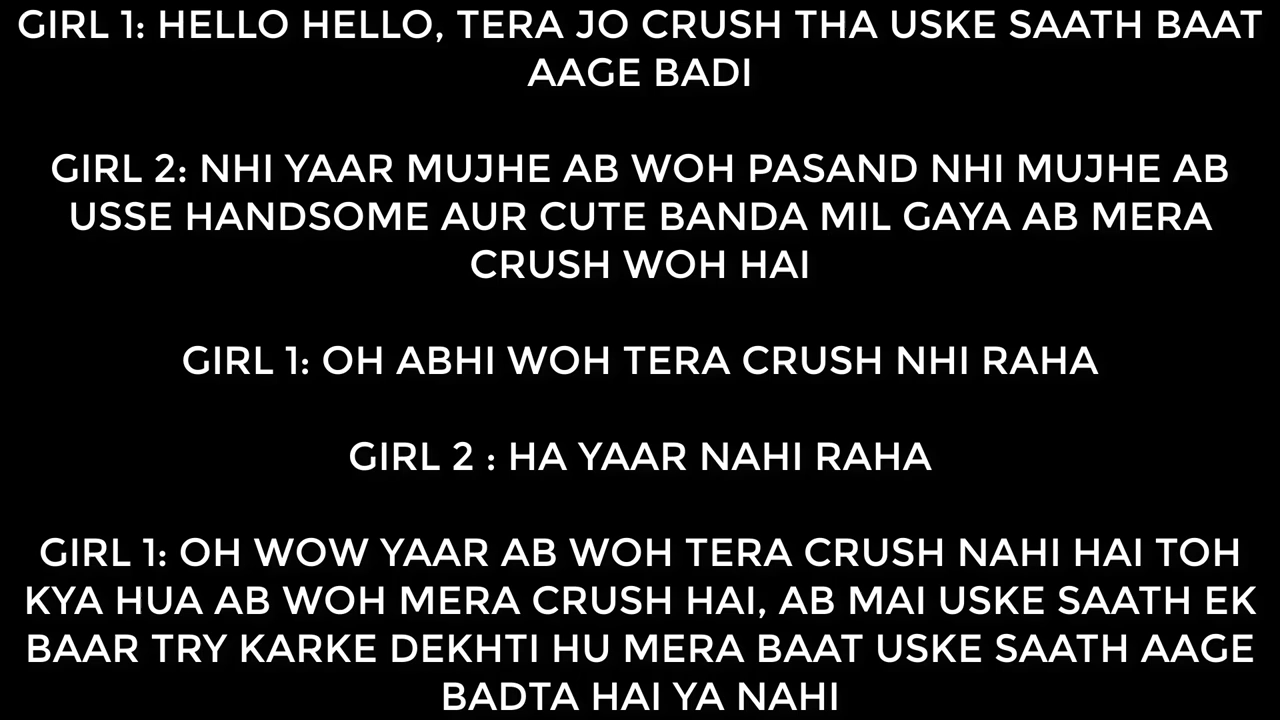 GIRL 1: HELLO HELLO, TERA JO CRUSH THA USKE SAATH BAAT
AAGE BADI
GIRL 2: NHI YAAR MUJHE AB WOH PASAND NHI MUJHE AB
USSE HANDSOME AUR CUTE BANDA MIL GAYA AB MERA
CRUSH WOH HAI
GIRL 1: OH ABHI WOH TERA CRUSH NHI RAHA
GIRL 2 : HA YAAR NAHI RAHA
GIRL 1: OH WOW YAAR AB WOH TERA CRUSH NAHI HAI TOH
KYA HUA AB WOH MERA CRUSH HAI, AB MAI USKE SAATH EK
BAAR TRY KARKE DEKHTI HU MERA BAAT USKE SAATH AAGE
BADTA HAI YA NAHI